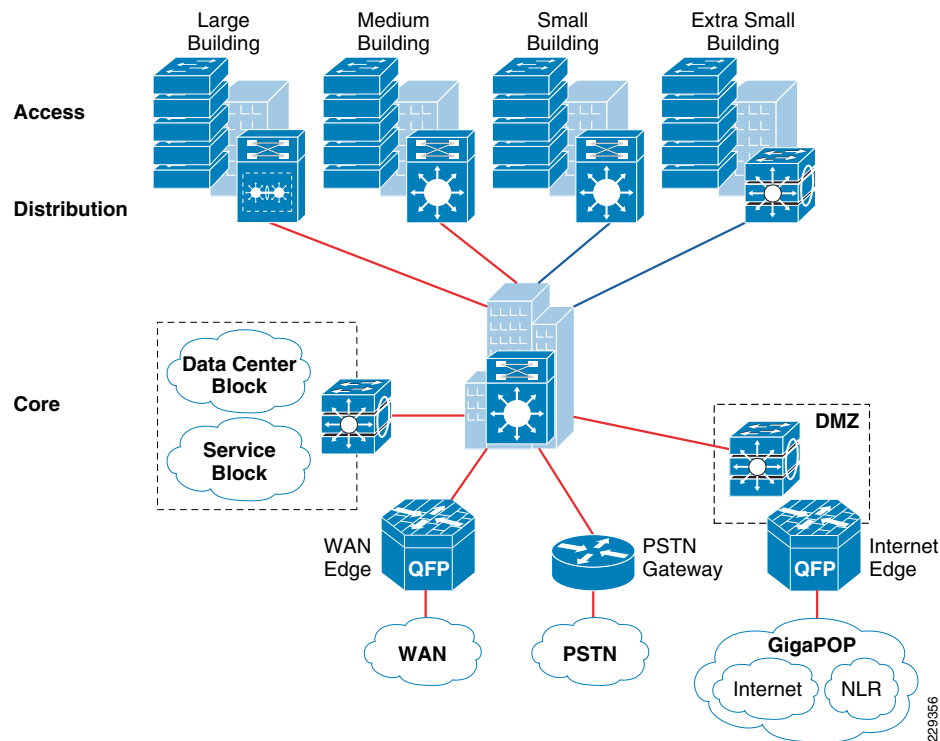 Large
Building
Medium
Building
Small
Building
Extra Small
Building
Access
Distribution
Core
Data Center
Block
Service
Block
DMZ
WAN
Edge
QFP
PSTN
Gateway
QFP
Internet
Edge
WAN
PSTN
GigaPOP
Internet
NLR
229356